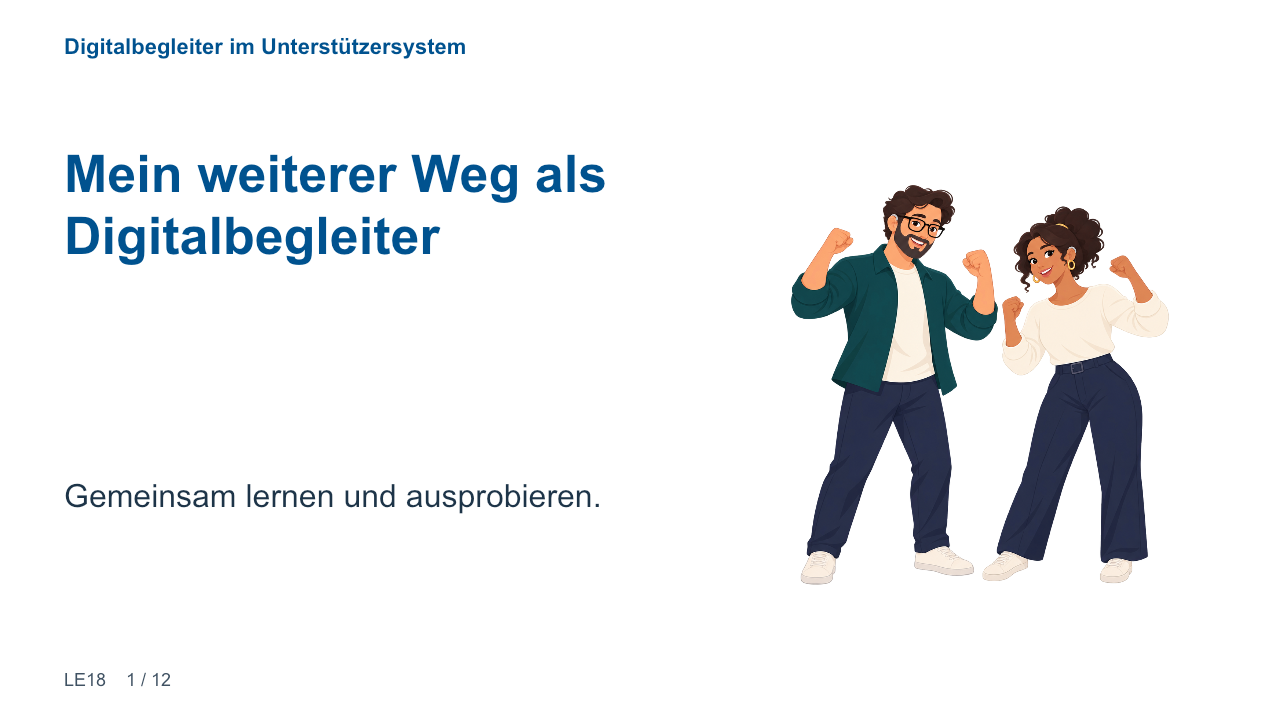 Digitalbegleiter im Unterstützersystem
Mein weiterer Weg als
Digitalbegleiter
Gemeinsam lernen und ausprobieren.
LE18 1 / 12